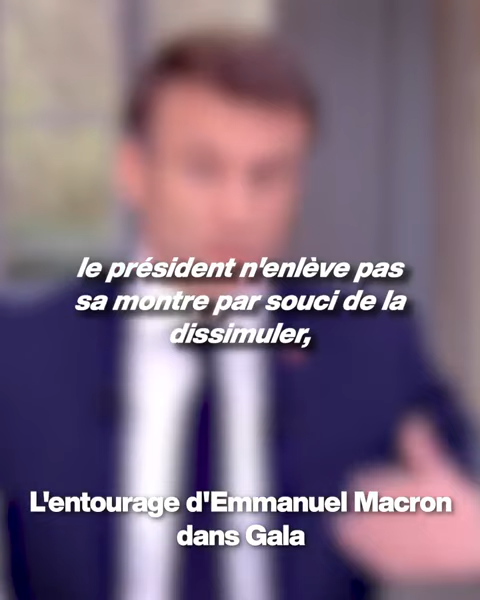 le président n'enlève pas
sa montre par souci de la
dissimuler,
L'entourage d'Emmanuel Macron
dans Gala